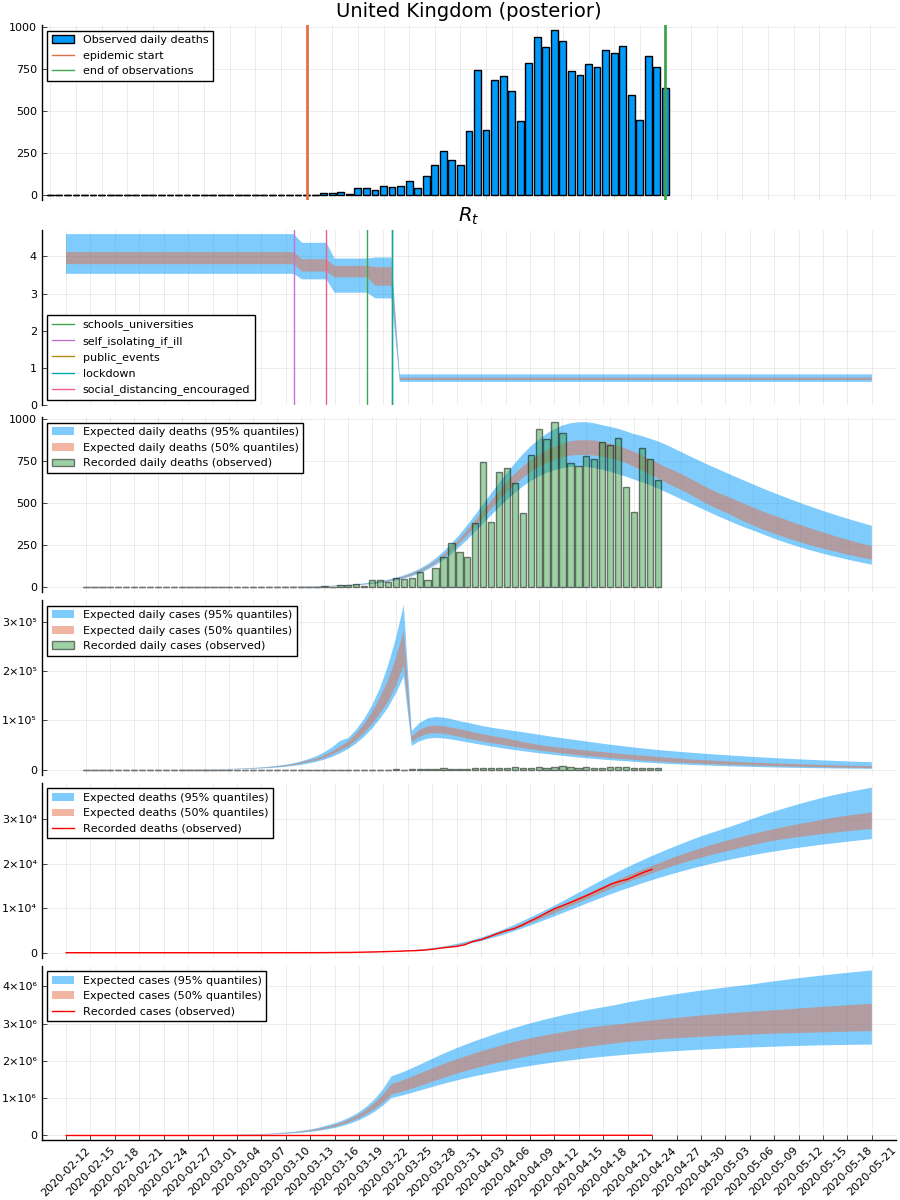 United Kingdom (posterior)
1000
750
500
250
0
Observed daily deaths
epidemic start
end of observations
R_t
4
3
2
1
0
schools_universities
self_isolating_if_ill
public_events
lockdown
social_distancing_encouraged
1000
750
500
250
0
Expected daily deaths (95% quantiles)
Expected daily deaths (50% quantiles)
Recorded daily deaths (observed)
3×10⁵
2×10⁵
1×10⁵
0
Expected daily cases (95% quantiles)
Expected daily cases (50% quantiles)
Recorded daily cases (observed)
3×10⁴
2×10⁴
1×10⁴
0
Expected deaths (95% quantiles)
Expected deaths (50% quantiles)
Recorded deaths (observed)
4×10⁶
3×10⁶
2×10⁶
1×10⁶
0
Expected cases (95% quantiles)
Expected cases (50% quantiles)
Recorded cases (observed)
2020-02-12
2020-02-15
2020-02-18
2020-02-21
2020-02-24
2020-02-27
2020-03-01
2020-03-04
2020-03-07
2020-03-10
2020-03-13
2020-03-16
2020-03-19
2020-03-22
2020-03-25
2020-03-28
2020-03-31
2020-04-03
2020-04-06
2020-04-09
2020-04-12
2020-04-15
2020-04-18
2020-04-21
2020-04-24
2020-04-27
2020-04-30
2020-05-03
2020-05-06
2020-05-09
2020-05-12
2020-05-15
2020-05-18
2020-05-21